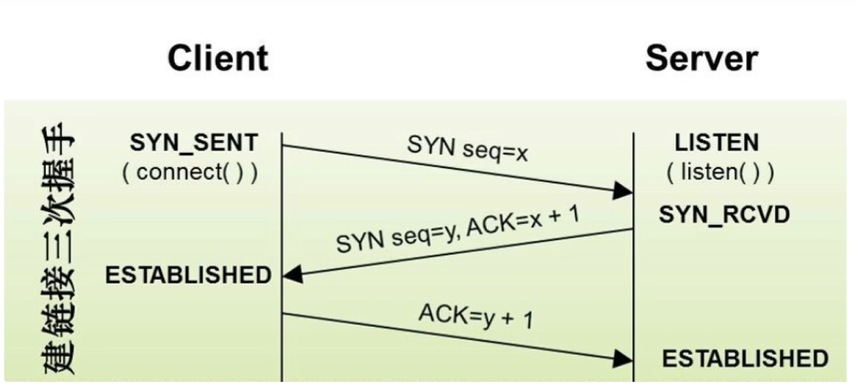 Client
Server
建链接三次握手
SYN_SENT
( connect( ) )
SYN seq=x
LISTEN
( listen( ) )
SYN_RCVD
SYN seq=y, ACK=x + 1
ESTABLISHED
ACK=y + 1
ESTABLISHED